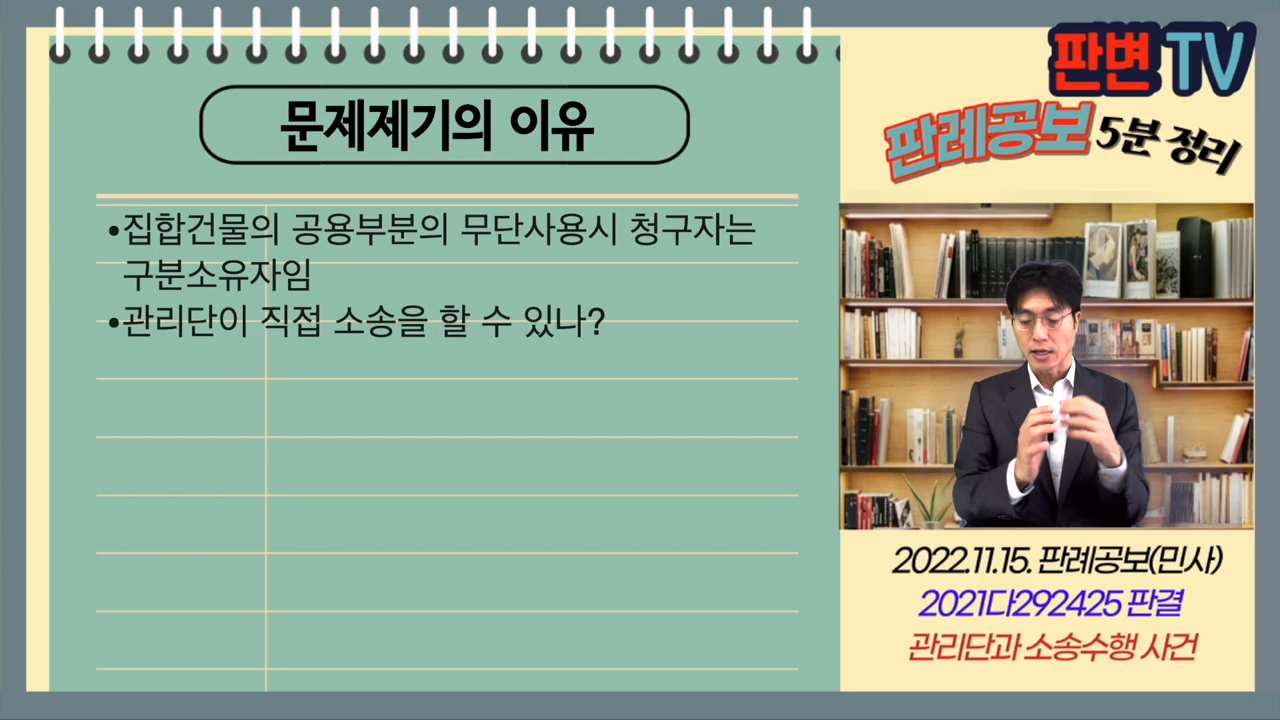 문제제기의 이유
•집합건물의 공용부분의 무단사용시 청구자는
구분소유자임
•관리단이 직접 소송을 할 수 있나?
판변 TV
판례공보 5분 정리
2022.11.15. 판례공보(민사)
2021다292425 판결
관리단과 소송수행 사건